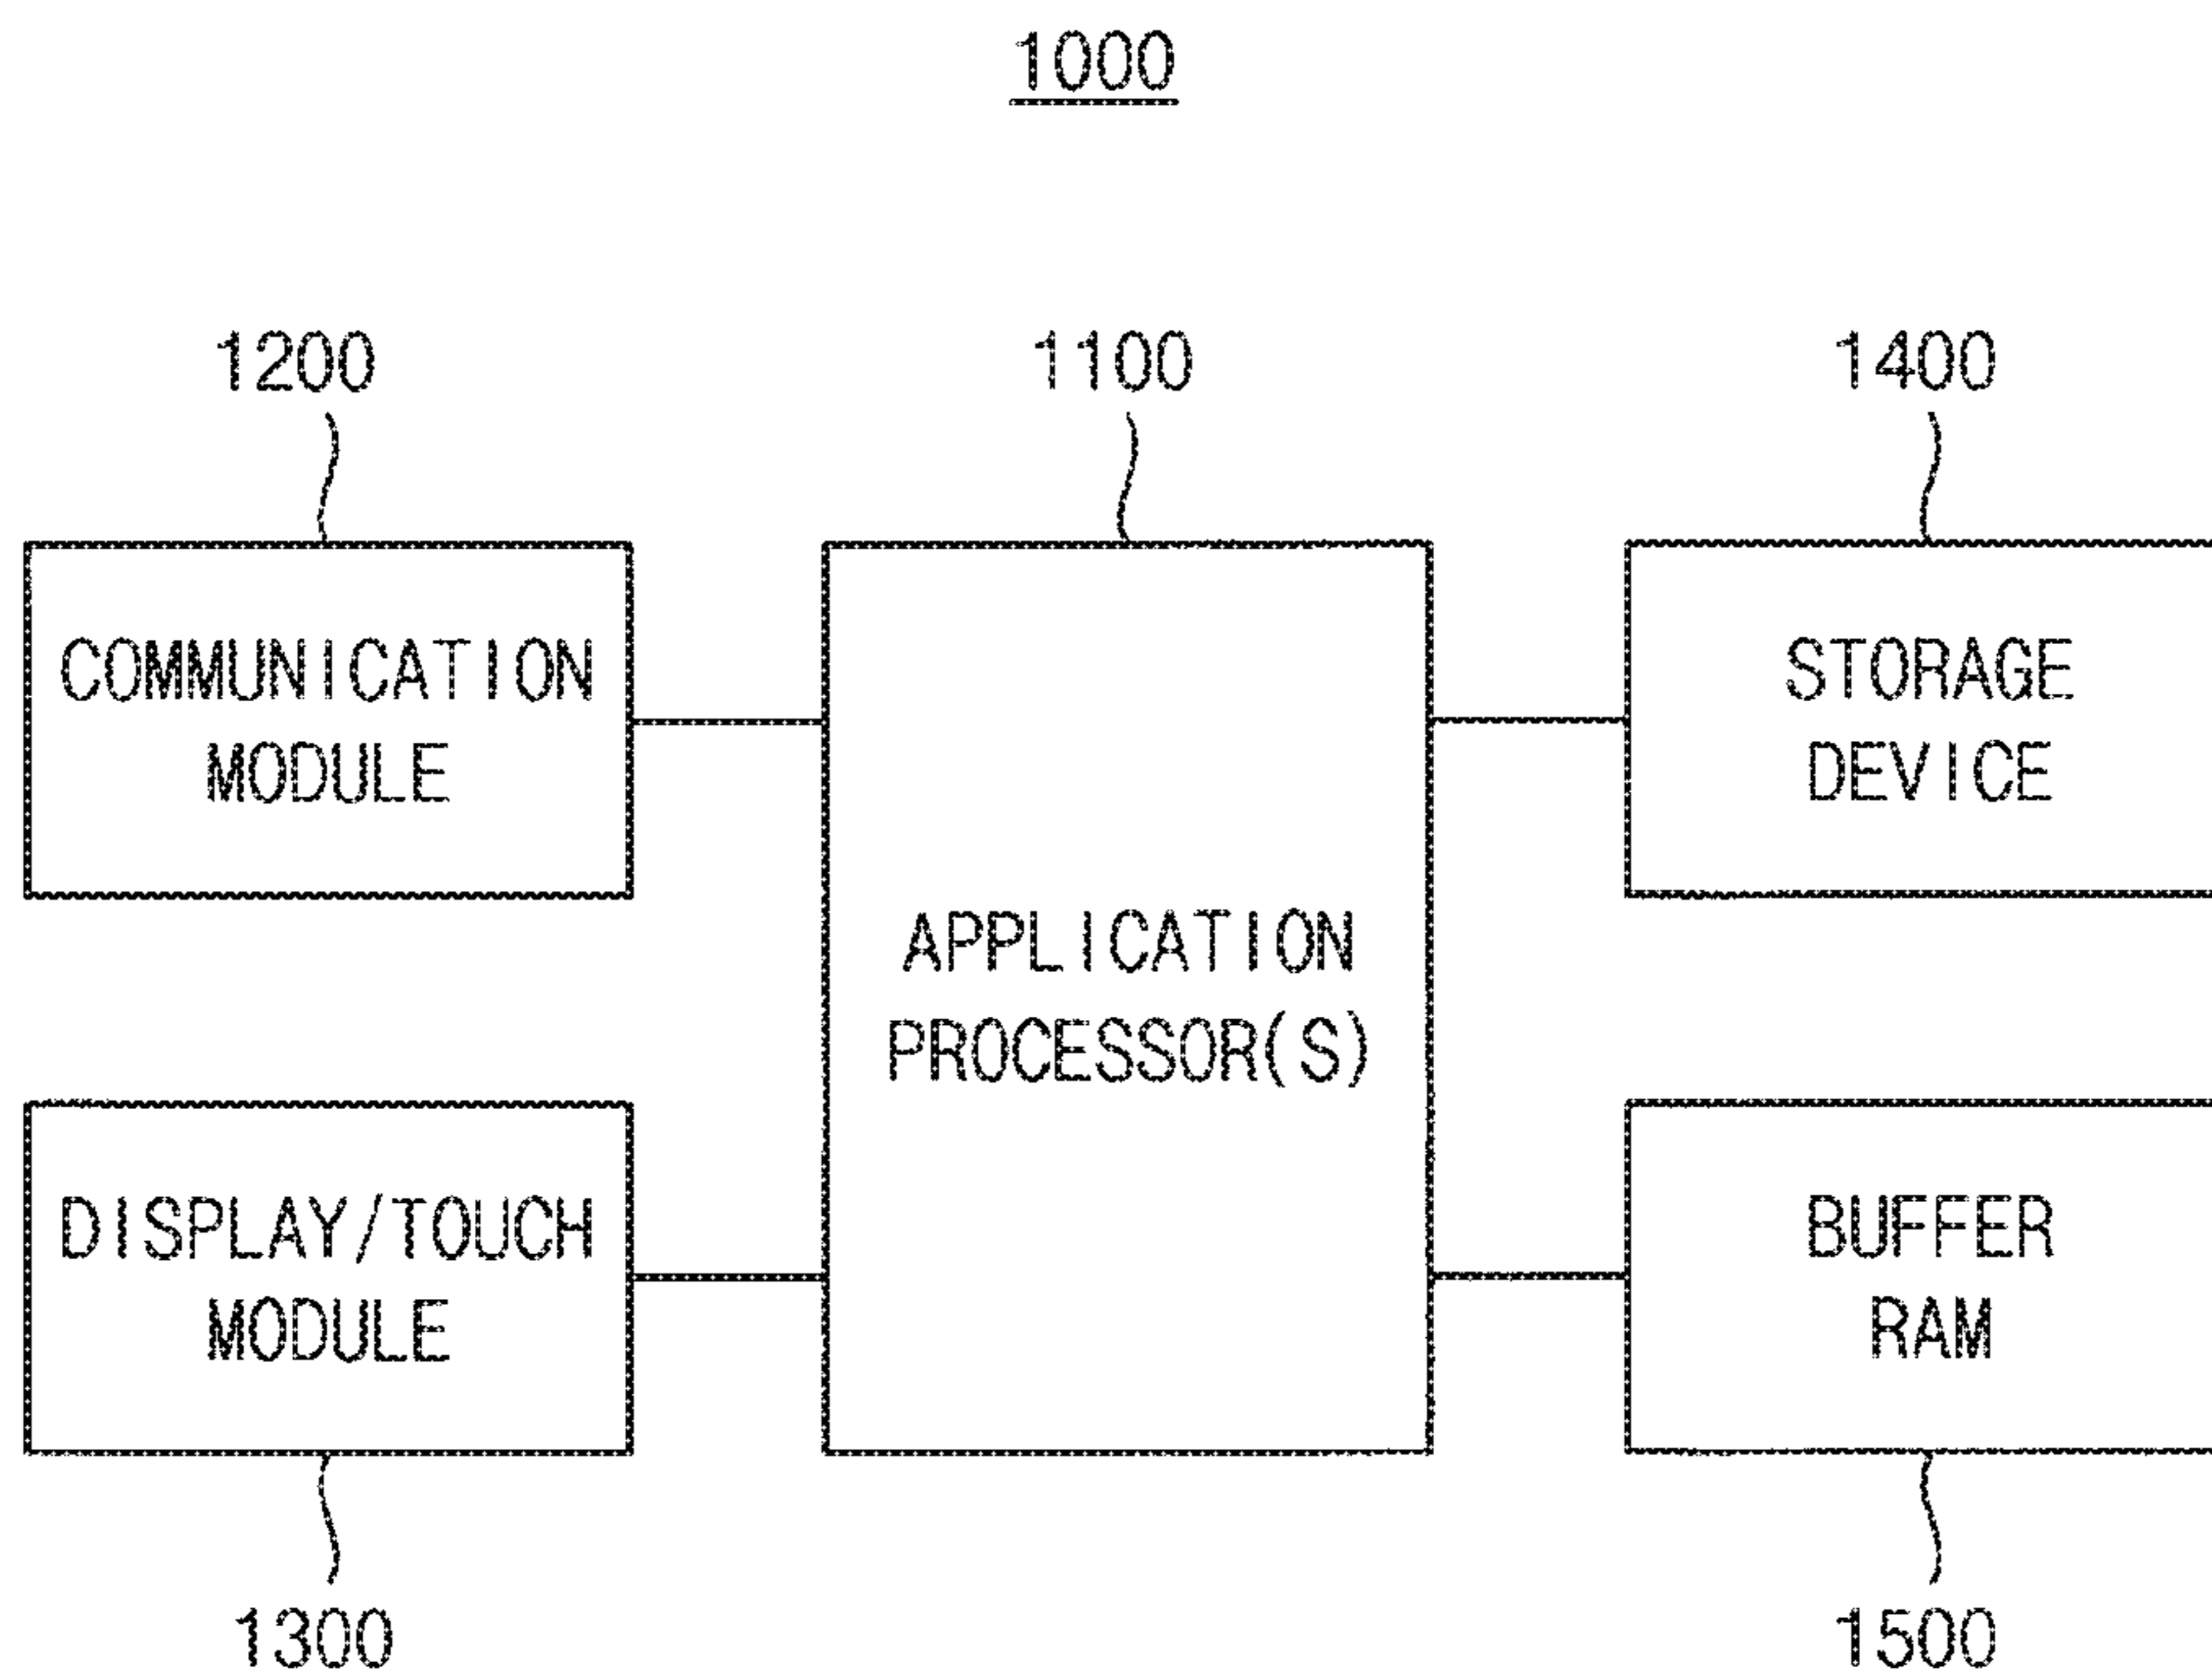 1000
1200
1100
1400
COMMUNICATION
MODULE
APPLICATION
PROCESSOR(S)
STORAGE
DEVICE
DISPLAY/TOUCH
MODULE
BUFFER
RAM
1300
1500